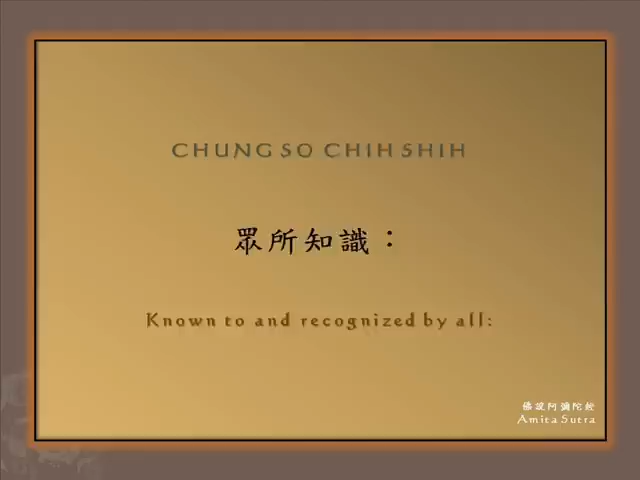 CHUNG SO CHIH SHIH
眾所知識：
Known to and recognized by all:
佛說阿彌陀經
Amita Sutra